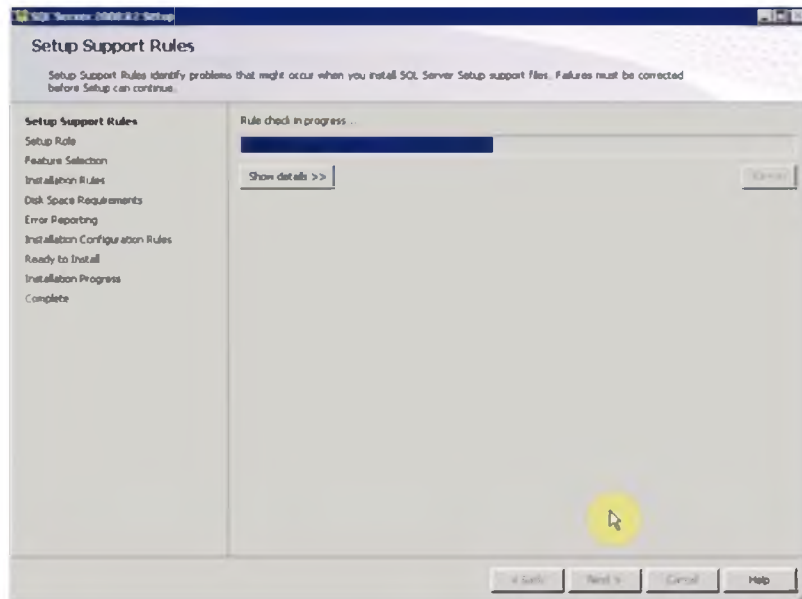 SQL Server 2008 R2 Setup
Setup Support Rules
Setup Support Rules identify problems that might occur when you install SQL Server Setup support files. Failures must be corrected
before Setup can continue.
Setup Support Rules
Setup Role
Feature Selection
Installation Rules
Disk Space Requirements
Error Reporting
Installation Configuration Rules
Ready to Install
Installation Progress
Complete
Rule check in progress ...
Show details >>
< Back
Next >
Cancel
Help